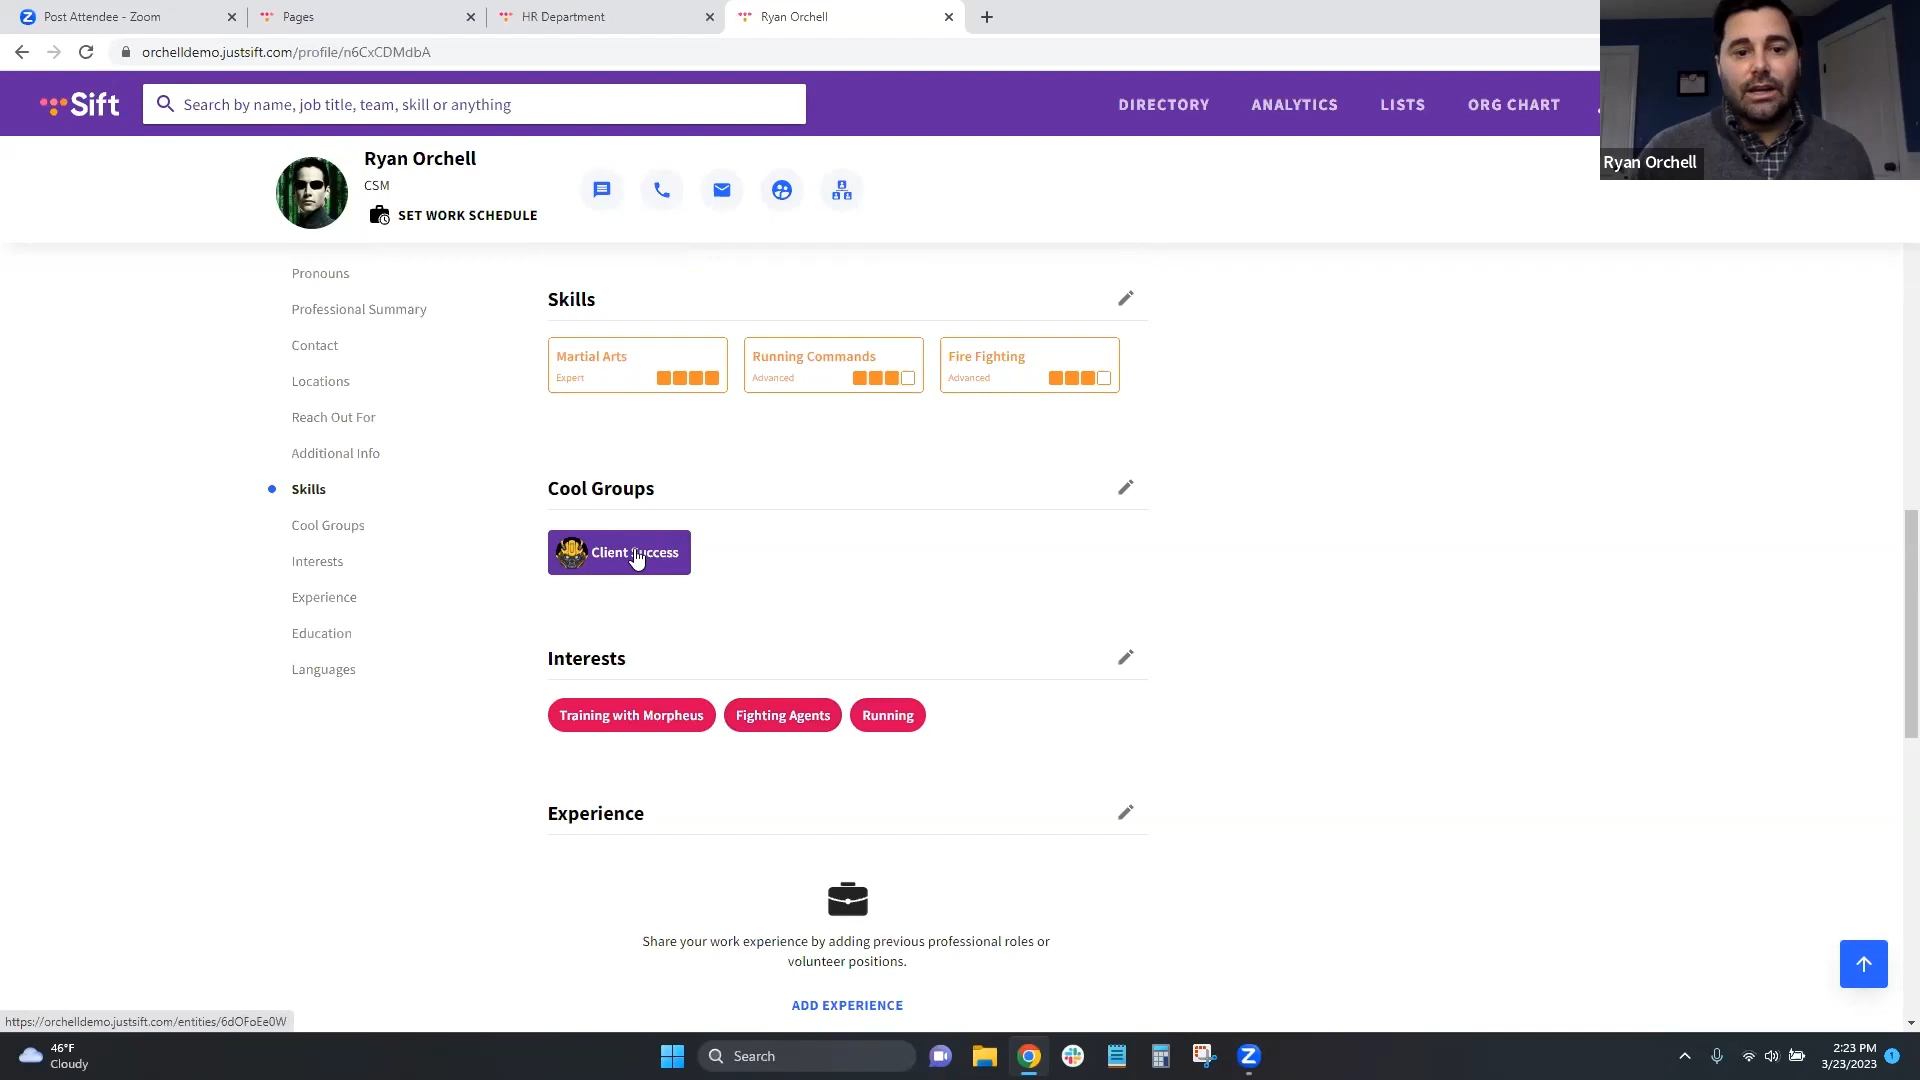 Post Attendee - Zoom
Pages
HR Department
Ryan Orchell
orchelldemo.justsift.com/profile/n6CxCDMdbA
Sift
Search by name, job title, team, skill or anything
DIRECTORY
ANALYTICS
LISTS
ORG CHART
Ryan Orchell
Ryan Orchell
CSM
SET WORK SCHEDULE
Pronouns
Professional Summary
Contact
Locations
Reach Out For
Additional Info
Skills
Cool Groups
Interests
Experience
Education
Languages
Skills
Martial Arts
Expert
Running Commands
Advanced
Fire Fighting
Advanced
Cool Groups
Client Success
Interests
Training with Morpheus
Fighting Agents
Running
Experience
Share your work experience by adding previous professional roles or
volunteer positions.
ADD EXPERIENCE
https://orchelldemo.justsift.com/entities/6dOFoEe0W
46°F
Cloudy
Search
2:23 PM
3/23/2023
1